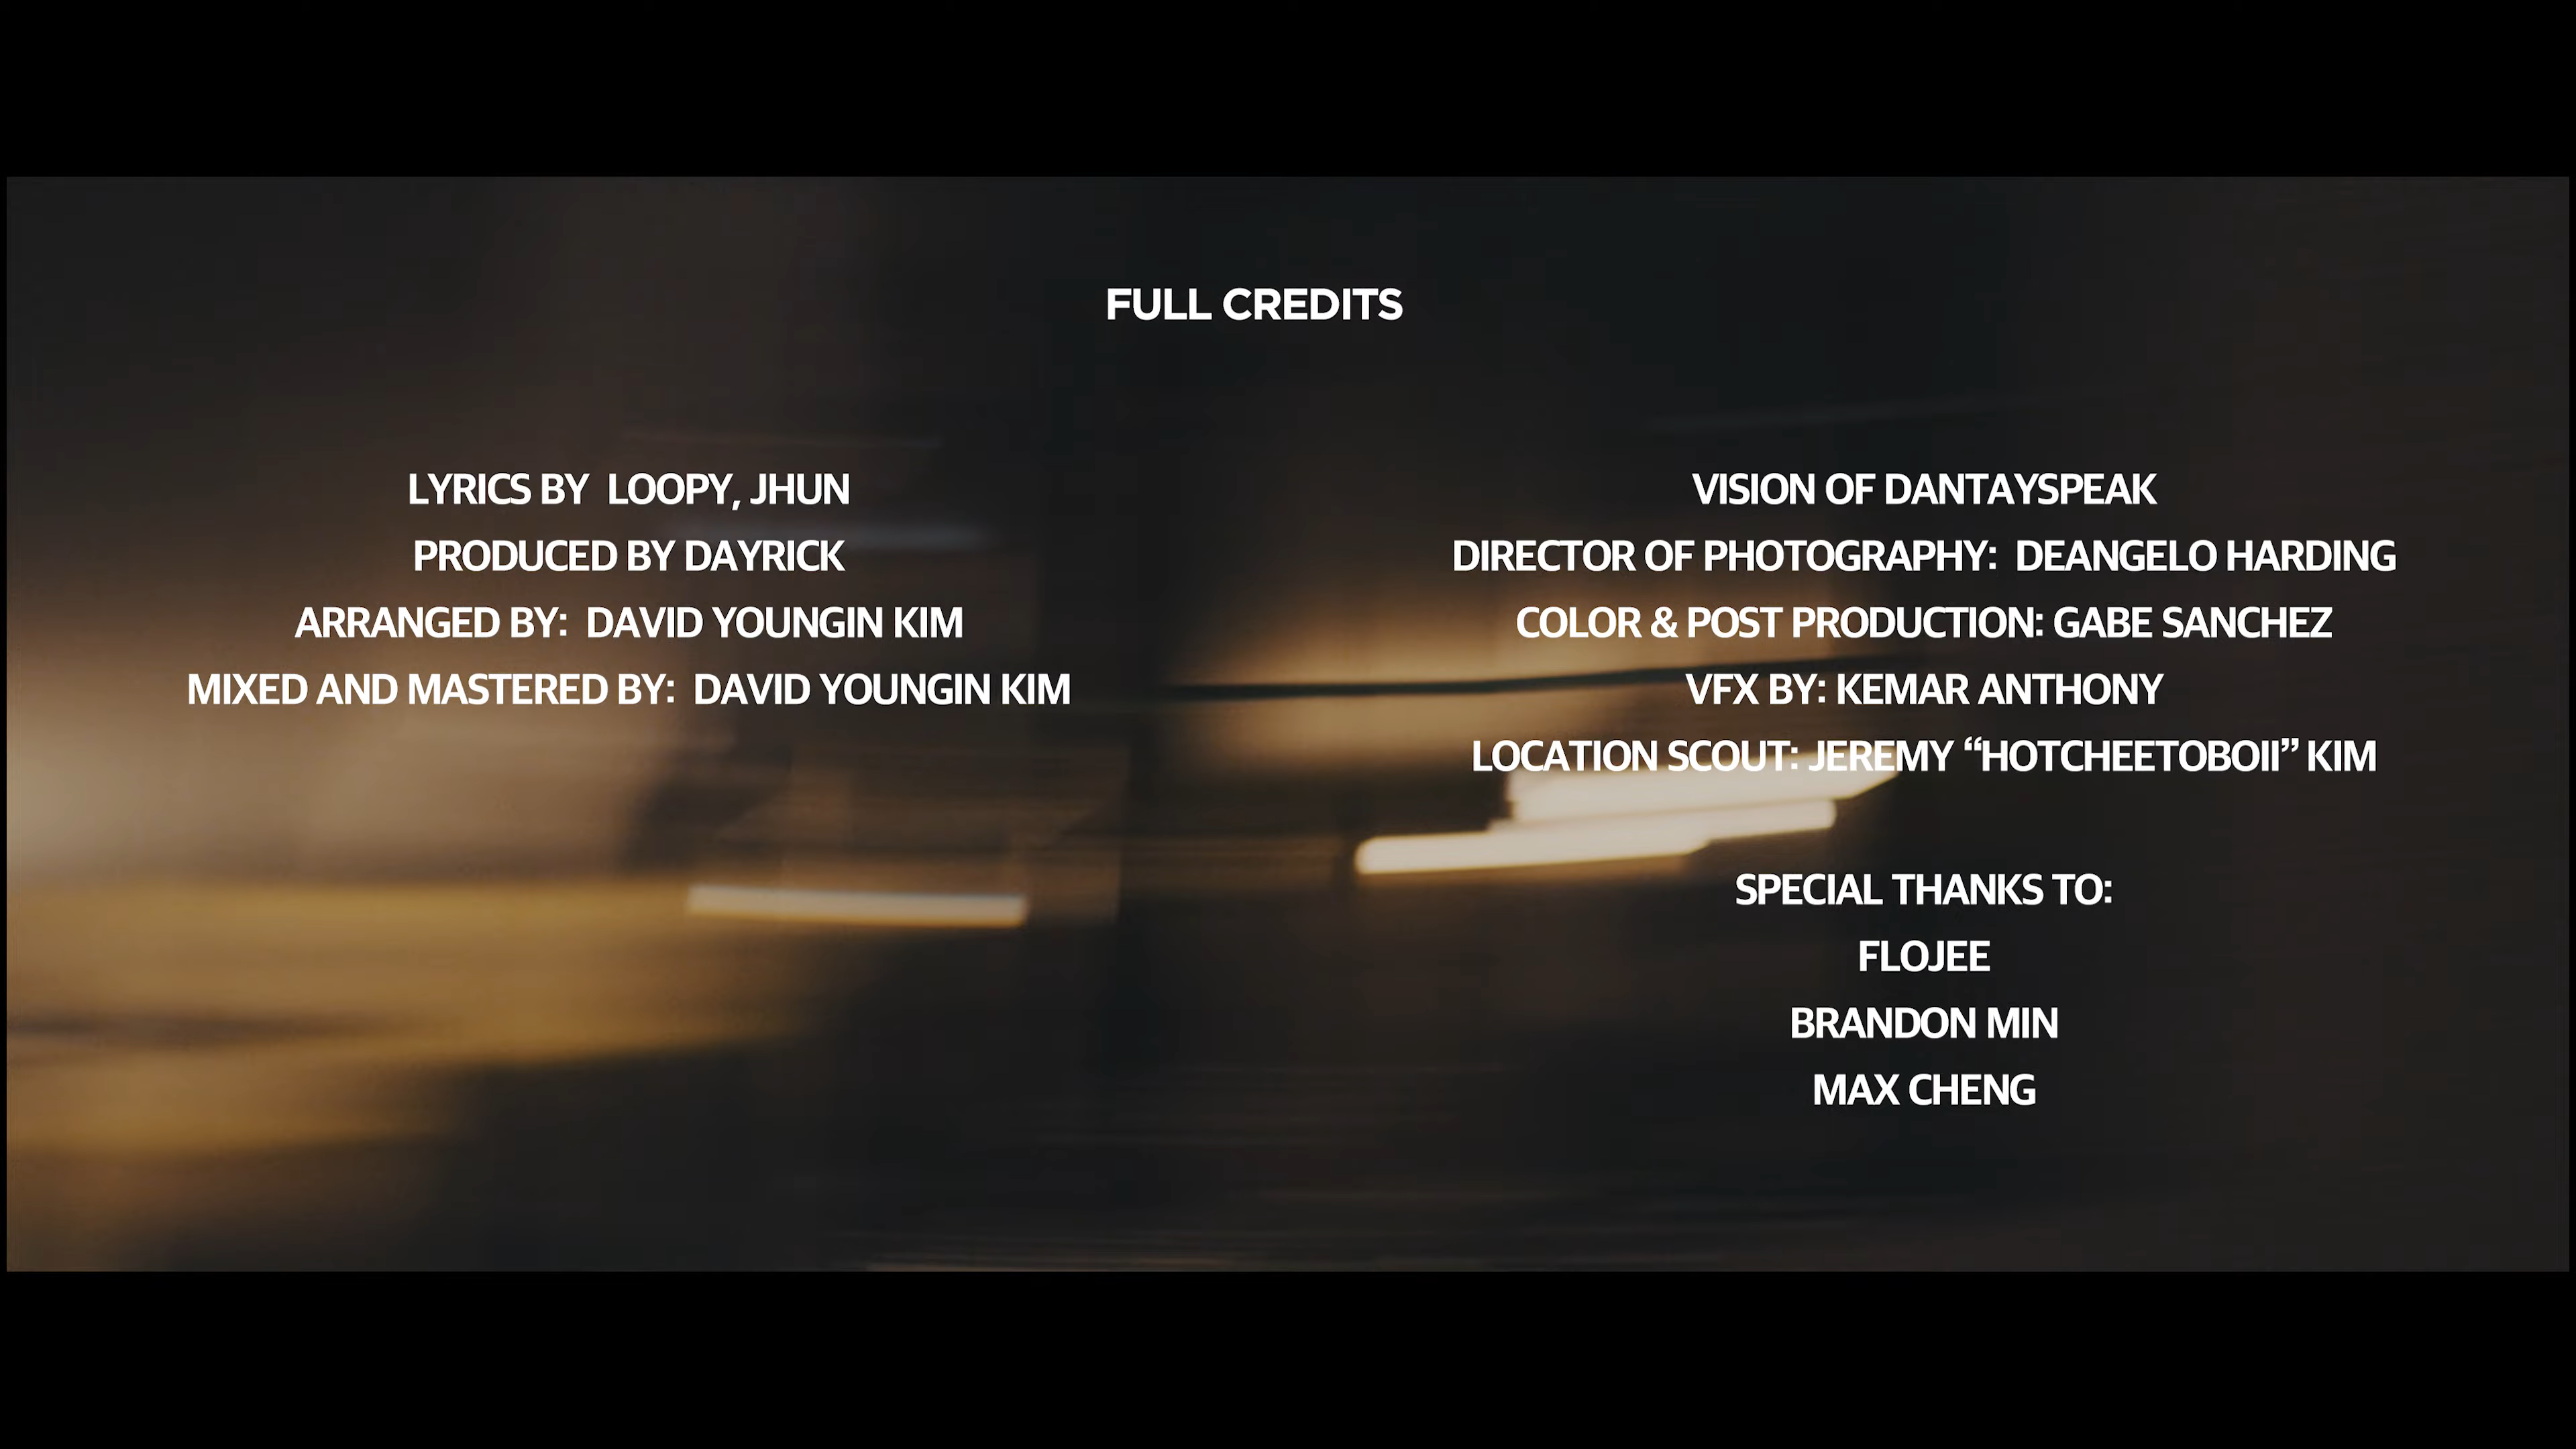 FULL CREDITS
LYRICS BY  LOOPY, JHUN
PRODUCED BY DAYRICK
ARRANGED BY:  DAVID YOUNGIN KIM
MIXED AND MASTERED BY:  DAVID YOUNGIN KIM
VISION OF DANTAYSPEAK
DIRECTOR OF PHOTOGRAPHY:  DEANGELO HARDING
COLOR & POST PRODUCTION: GABE SANCHEZ
VFX BY: KEMAR ANTHONY
LOCATION SCOUT: JEREMY “HOTCHEETOBOII” KIM
SPECIAL THANKS TO:
FLOJEE
BRANDON MIN
MAX CHENG